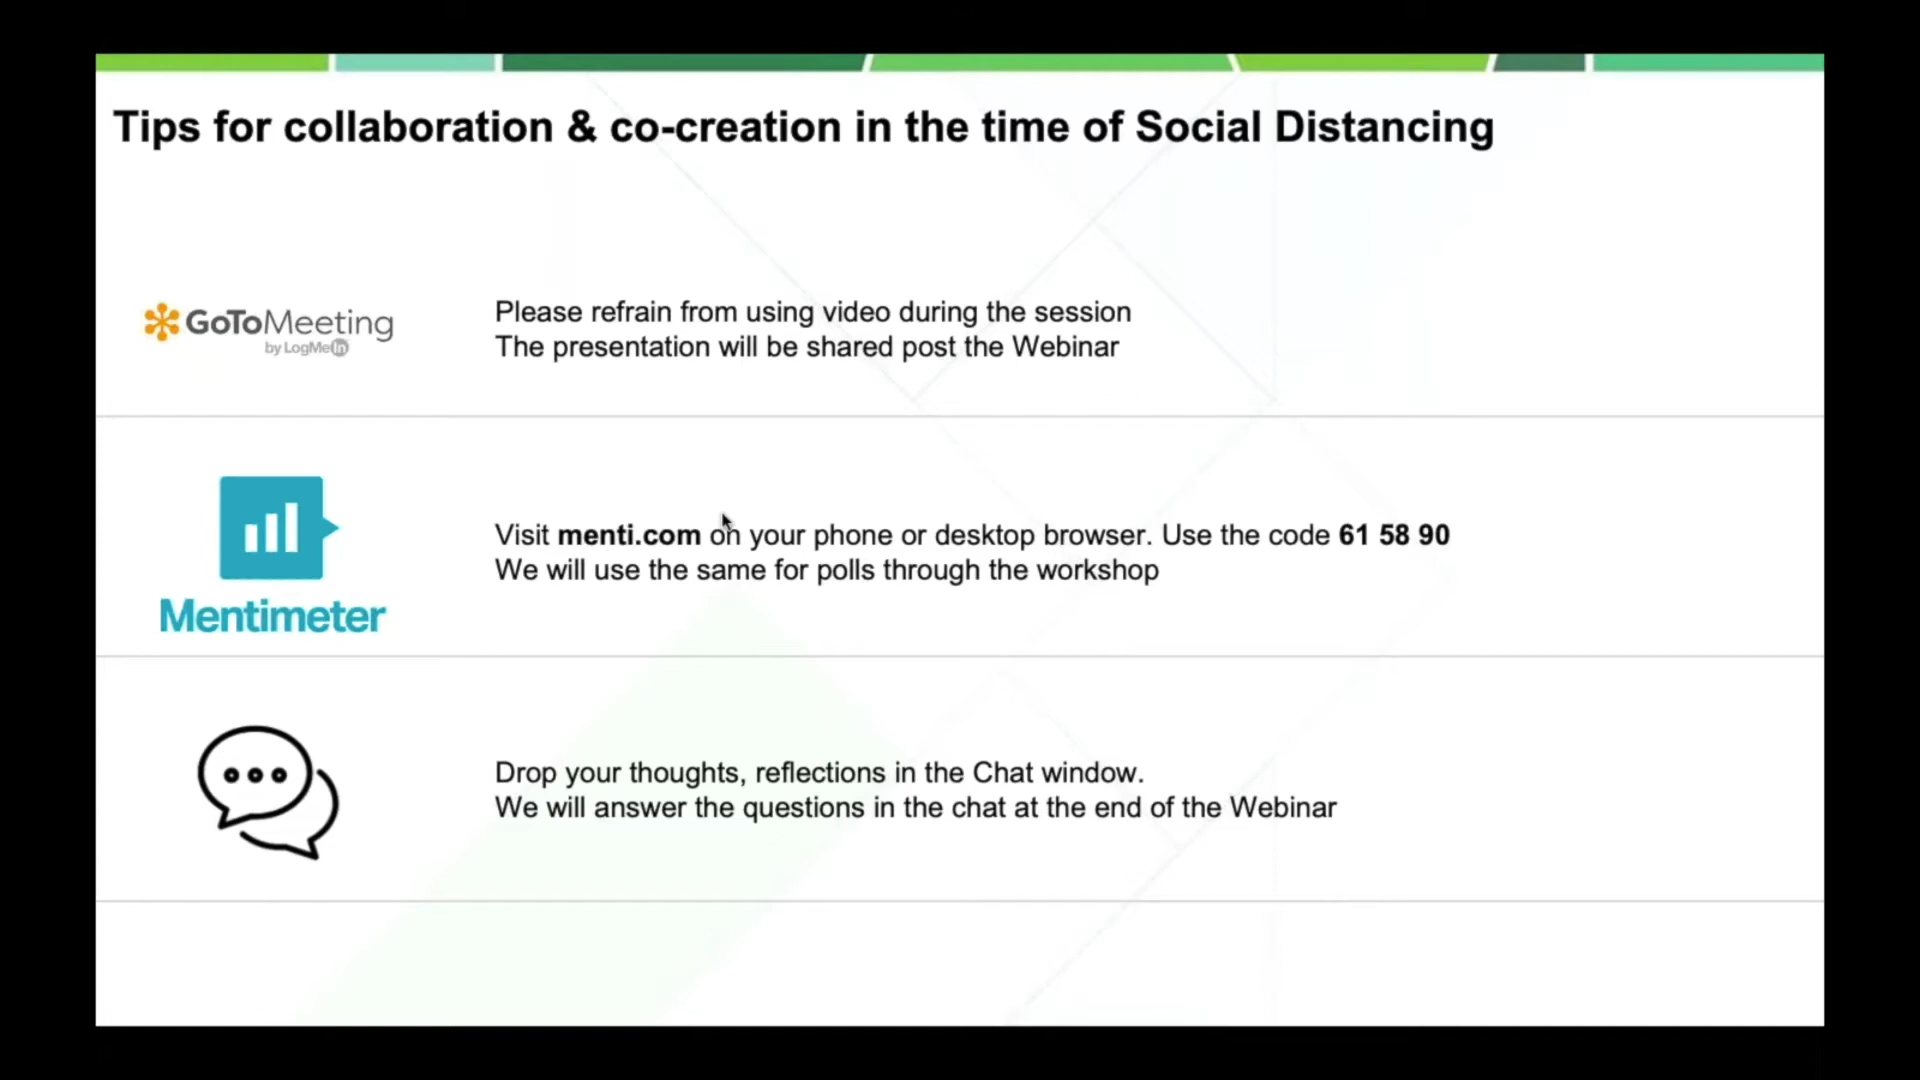 Tips for collaboration & co-creation in the time of Social Distancing
GoToMeeting
by LogMeIn
Please refrain from using video during the session
The presentation will be shared post the Webinar
Mentimeter
Visit menti.com on your phone or desktop browser. Use the code 61 58 90
We will use the same for polls through the workshop
Drop your thoughts, reflections in the Chat window.
We will answer the questions in the chat at the end of the Webinar